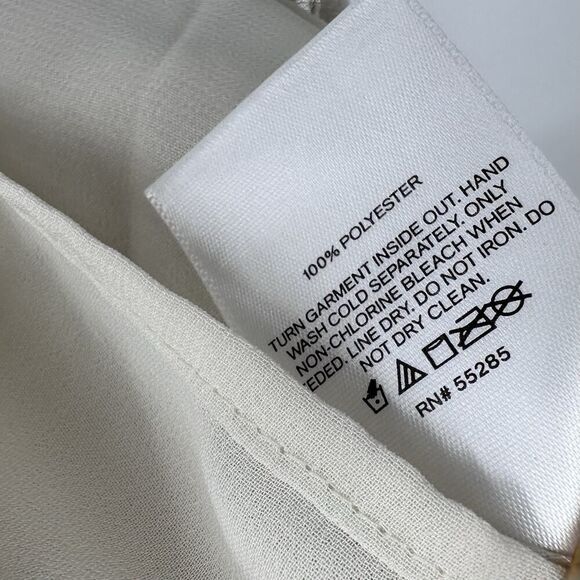 100% POLYESTER
TURN GARMENT INSIDE OUT. HAND
WASH COLD SEPARATELY. ONLY
NON-CHLORINE BLEACH WHEN
EDED. LINE DRY. DO NOT IRON. DO
NOT DRY CLEAN.
RN# 55285